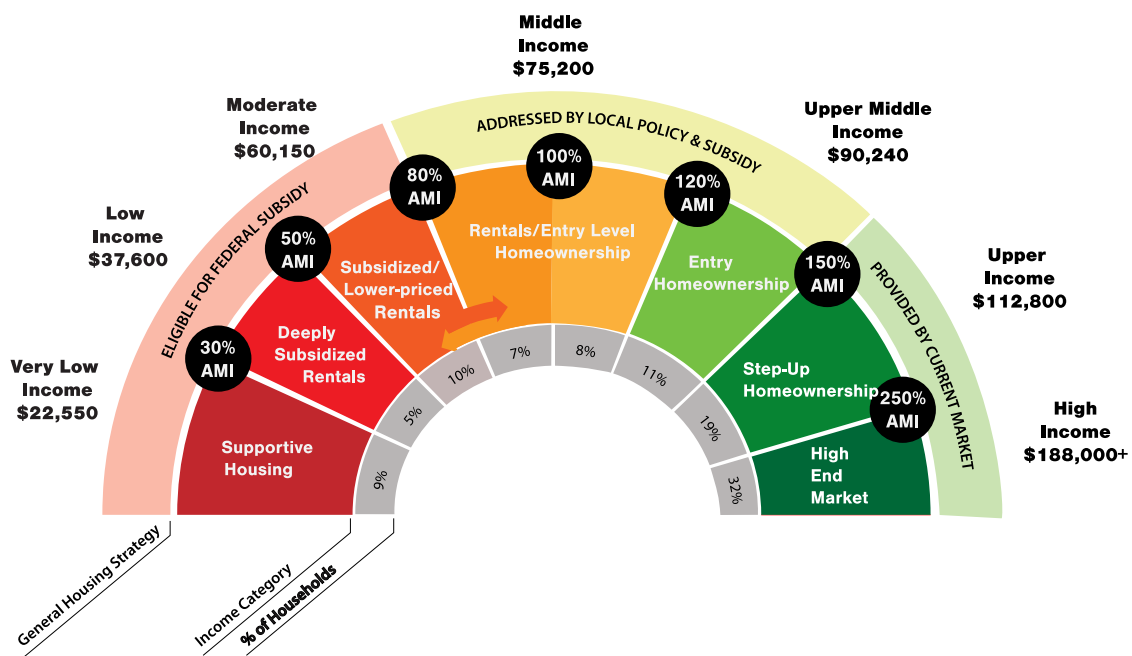 Middle
Income
$75,200
Moderate
Income
$60,150
ADDRESSED BY LOCAL POLICY & SUBSIDY
Upper Middle
Income
$90,240
Low
Income
$37,600
ELIGIBLE FOR FEDERAL SUBSIDY
Upper
Income
$112,800
PROVIDED BY CURRENT MARKET
Very Low
Income
$22,550
High
Income
$188,000+
30%
AMI
50%
AMI
80%
AMI
100%
AMI
120%
AMI
150%
AMI
250%
AMI
Supportive
Housing
Deeply
Subsidized
Rentals
Subsidized/
Lower-priced
Rentals
Rentals/Entry Level
Homeownership
Entry
Homeownership
Step-Up
Homeownership
High
End
Market
9%
5%
10%
7%
8%
11%
19%
32%
General Housing Strategy
Income Category
% of Households